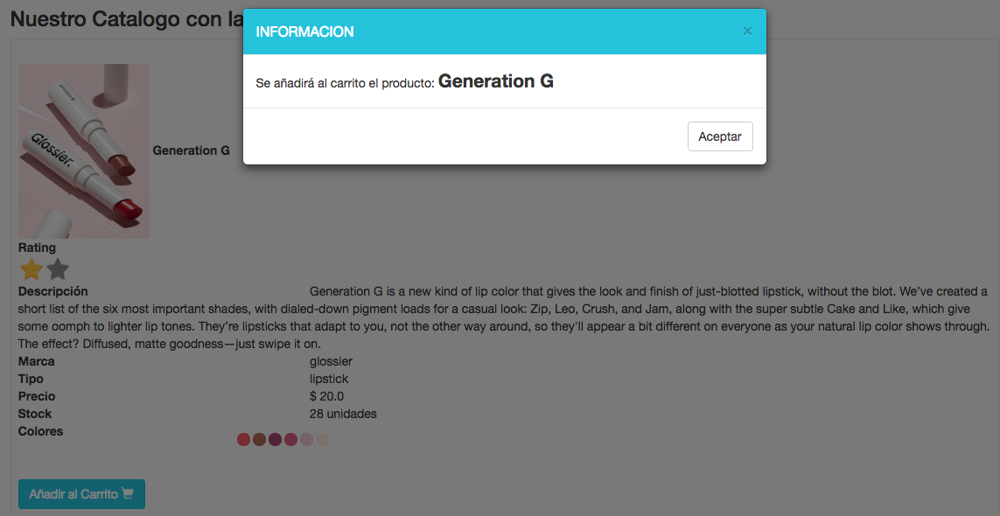 Nuestro Catalogo con la
INFORMACION ×
Se añadirá al carrito el producto: Generation G
Aceptar
Glossier.
Generation G
Rating
Descripción Generation G is a new kind of lip color that gives the look and finish of just-blotted lipstick, without the blot. We've created a
short list of the six most important shades, with dialed-down pigment loads for a casual look: Zip, Leo, Crush, and Jam, along with the super subtle Cake and Like, which give
some oomph to lighter lip tones. They're lipsticks that adapt to you, not the other way around, so they'll appear a bit different on everyone as your natural lip color shows through.
The effect? Diffused, matte goodness—just swipe it on.
Marca glossier
Tipo lipstick
Precio $ 20.0
Stock 28 unidades
Colores
Añadir al Carrito